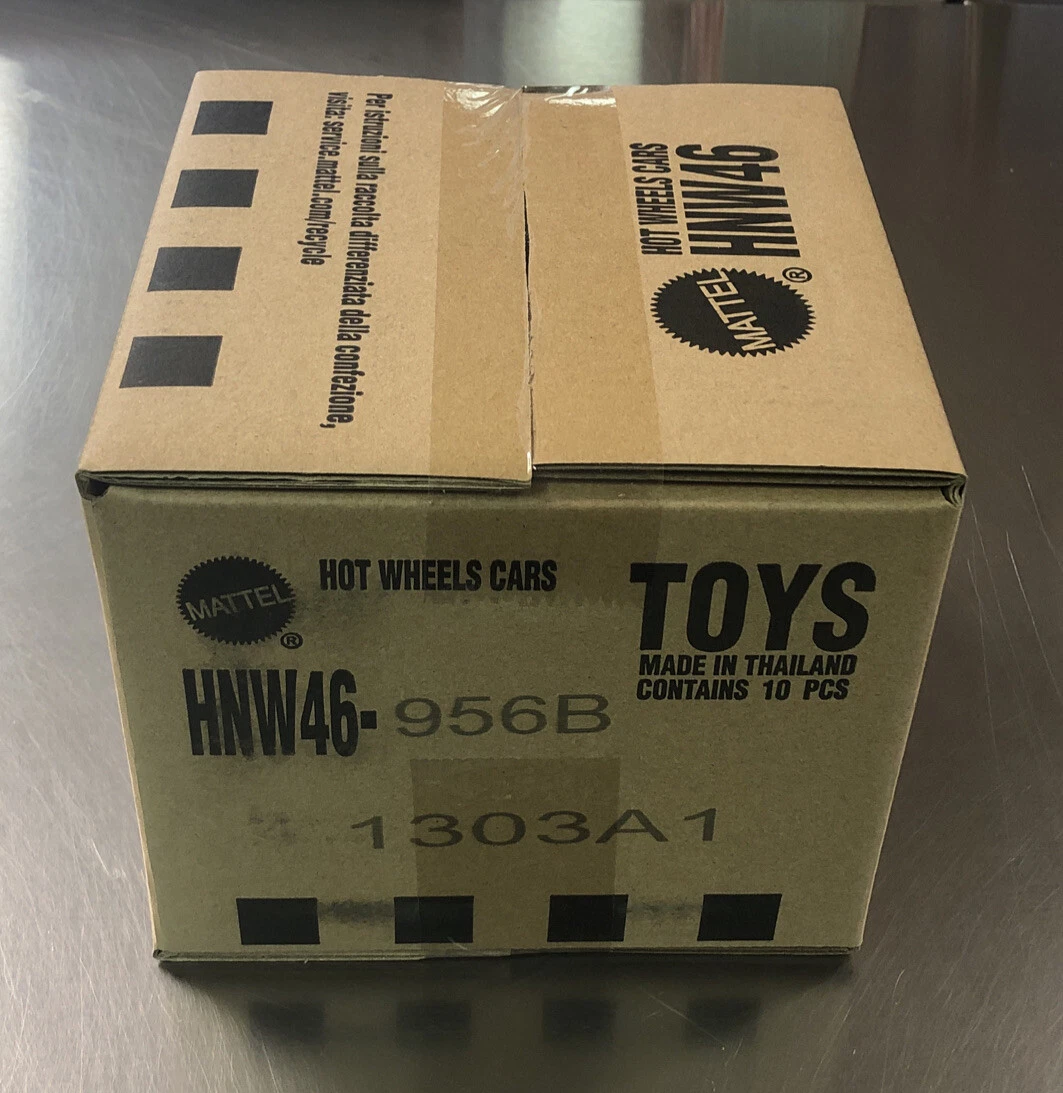 Per istruzioni sulla raccolta differenziata della confezione,
visita: service.mattel.com/recycle
HOT WHEELS CARS
HNW46
MATTEL®
MATTEL®
HOT WHEELS CARS
TOYS
MADE IN THAILAND
CONTAINS 10 PCS
HNW46-956B
1303A1